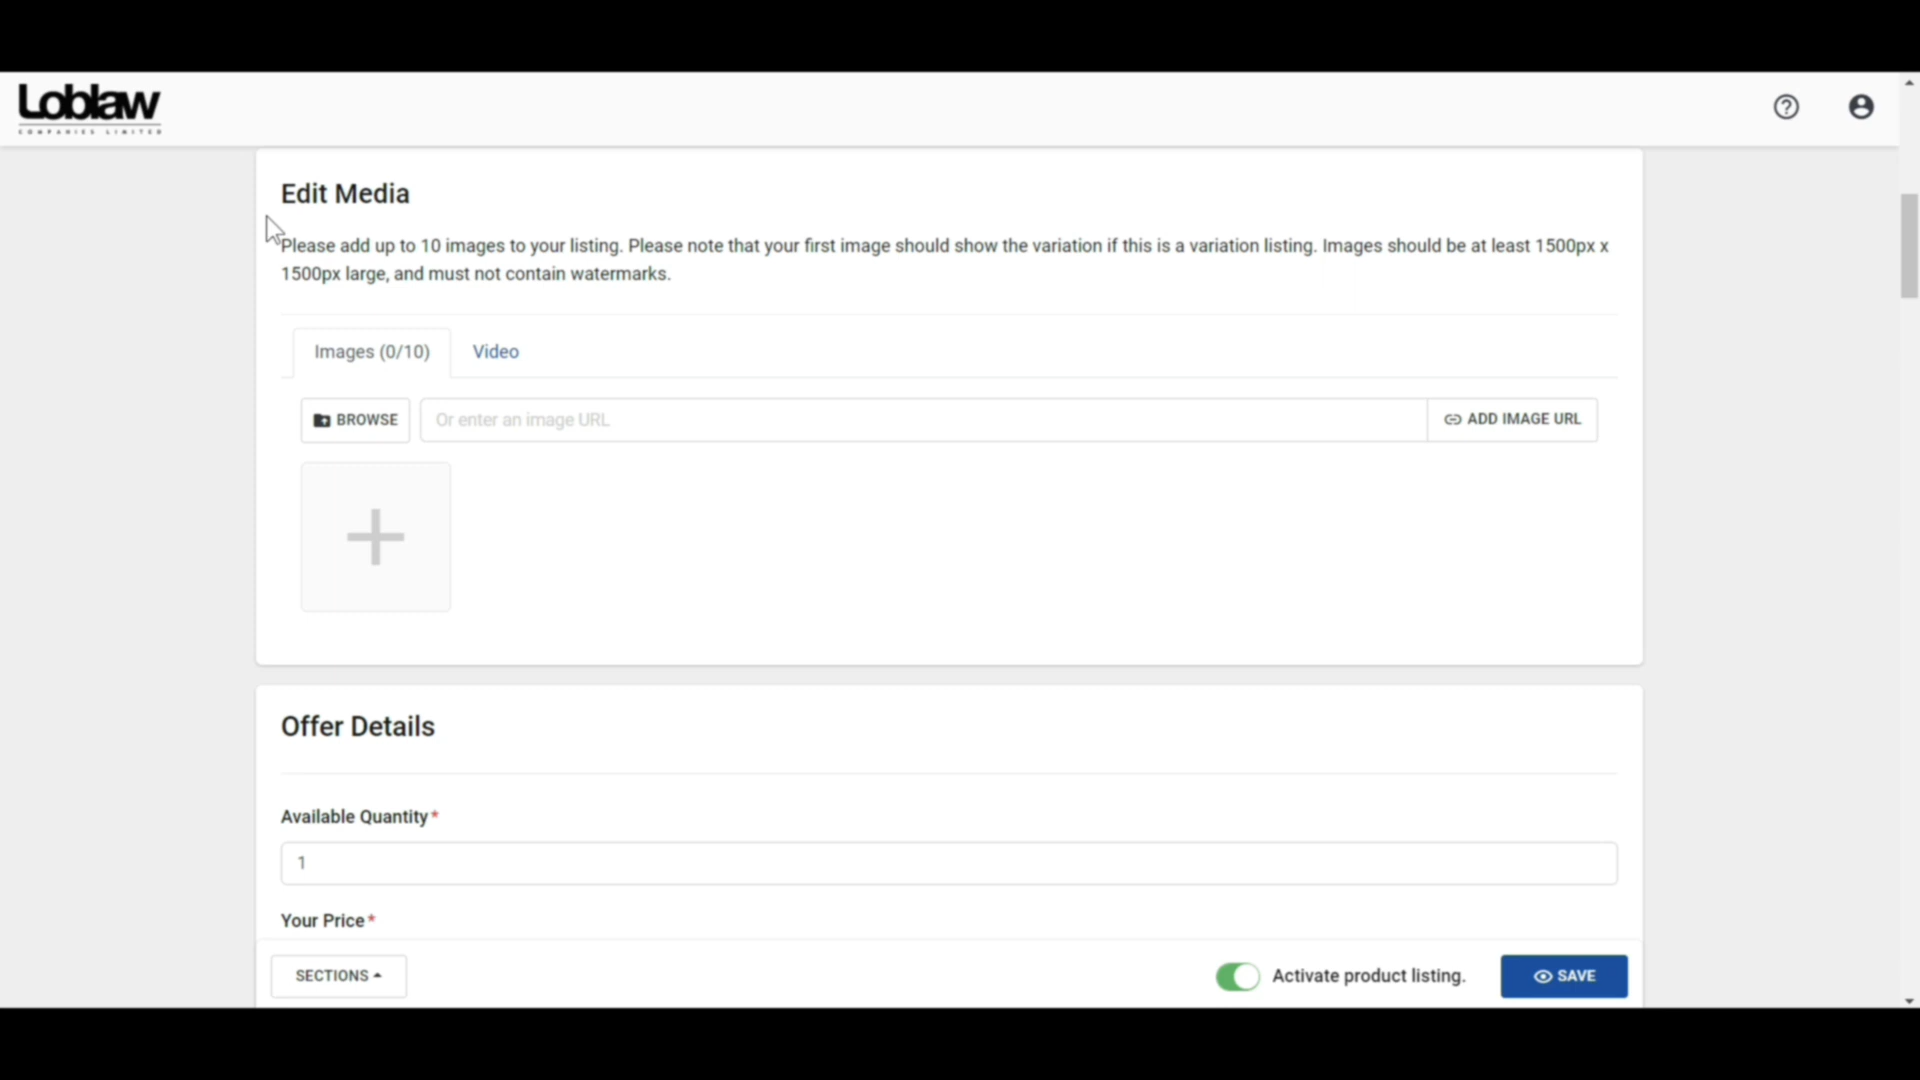 Loblaw
COMPANIES LIMITED
Edit Media
Please add up to 10 images to your listing. Please note that your first image should show the variation if this is a variation listing. Images should be at least 1500px x
1500px large, and must not contain watermarks.
Images (0/10) Video
BROWSE Or enter an image URL ADD IMAGE URL
Offer Details
Available Quantity*
1
Your Price*
SECTIONS Activate product listing. SAVE